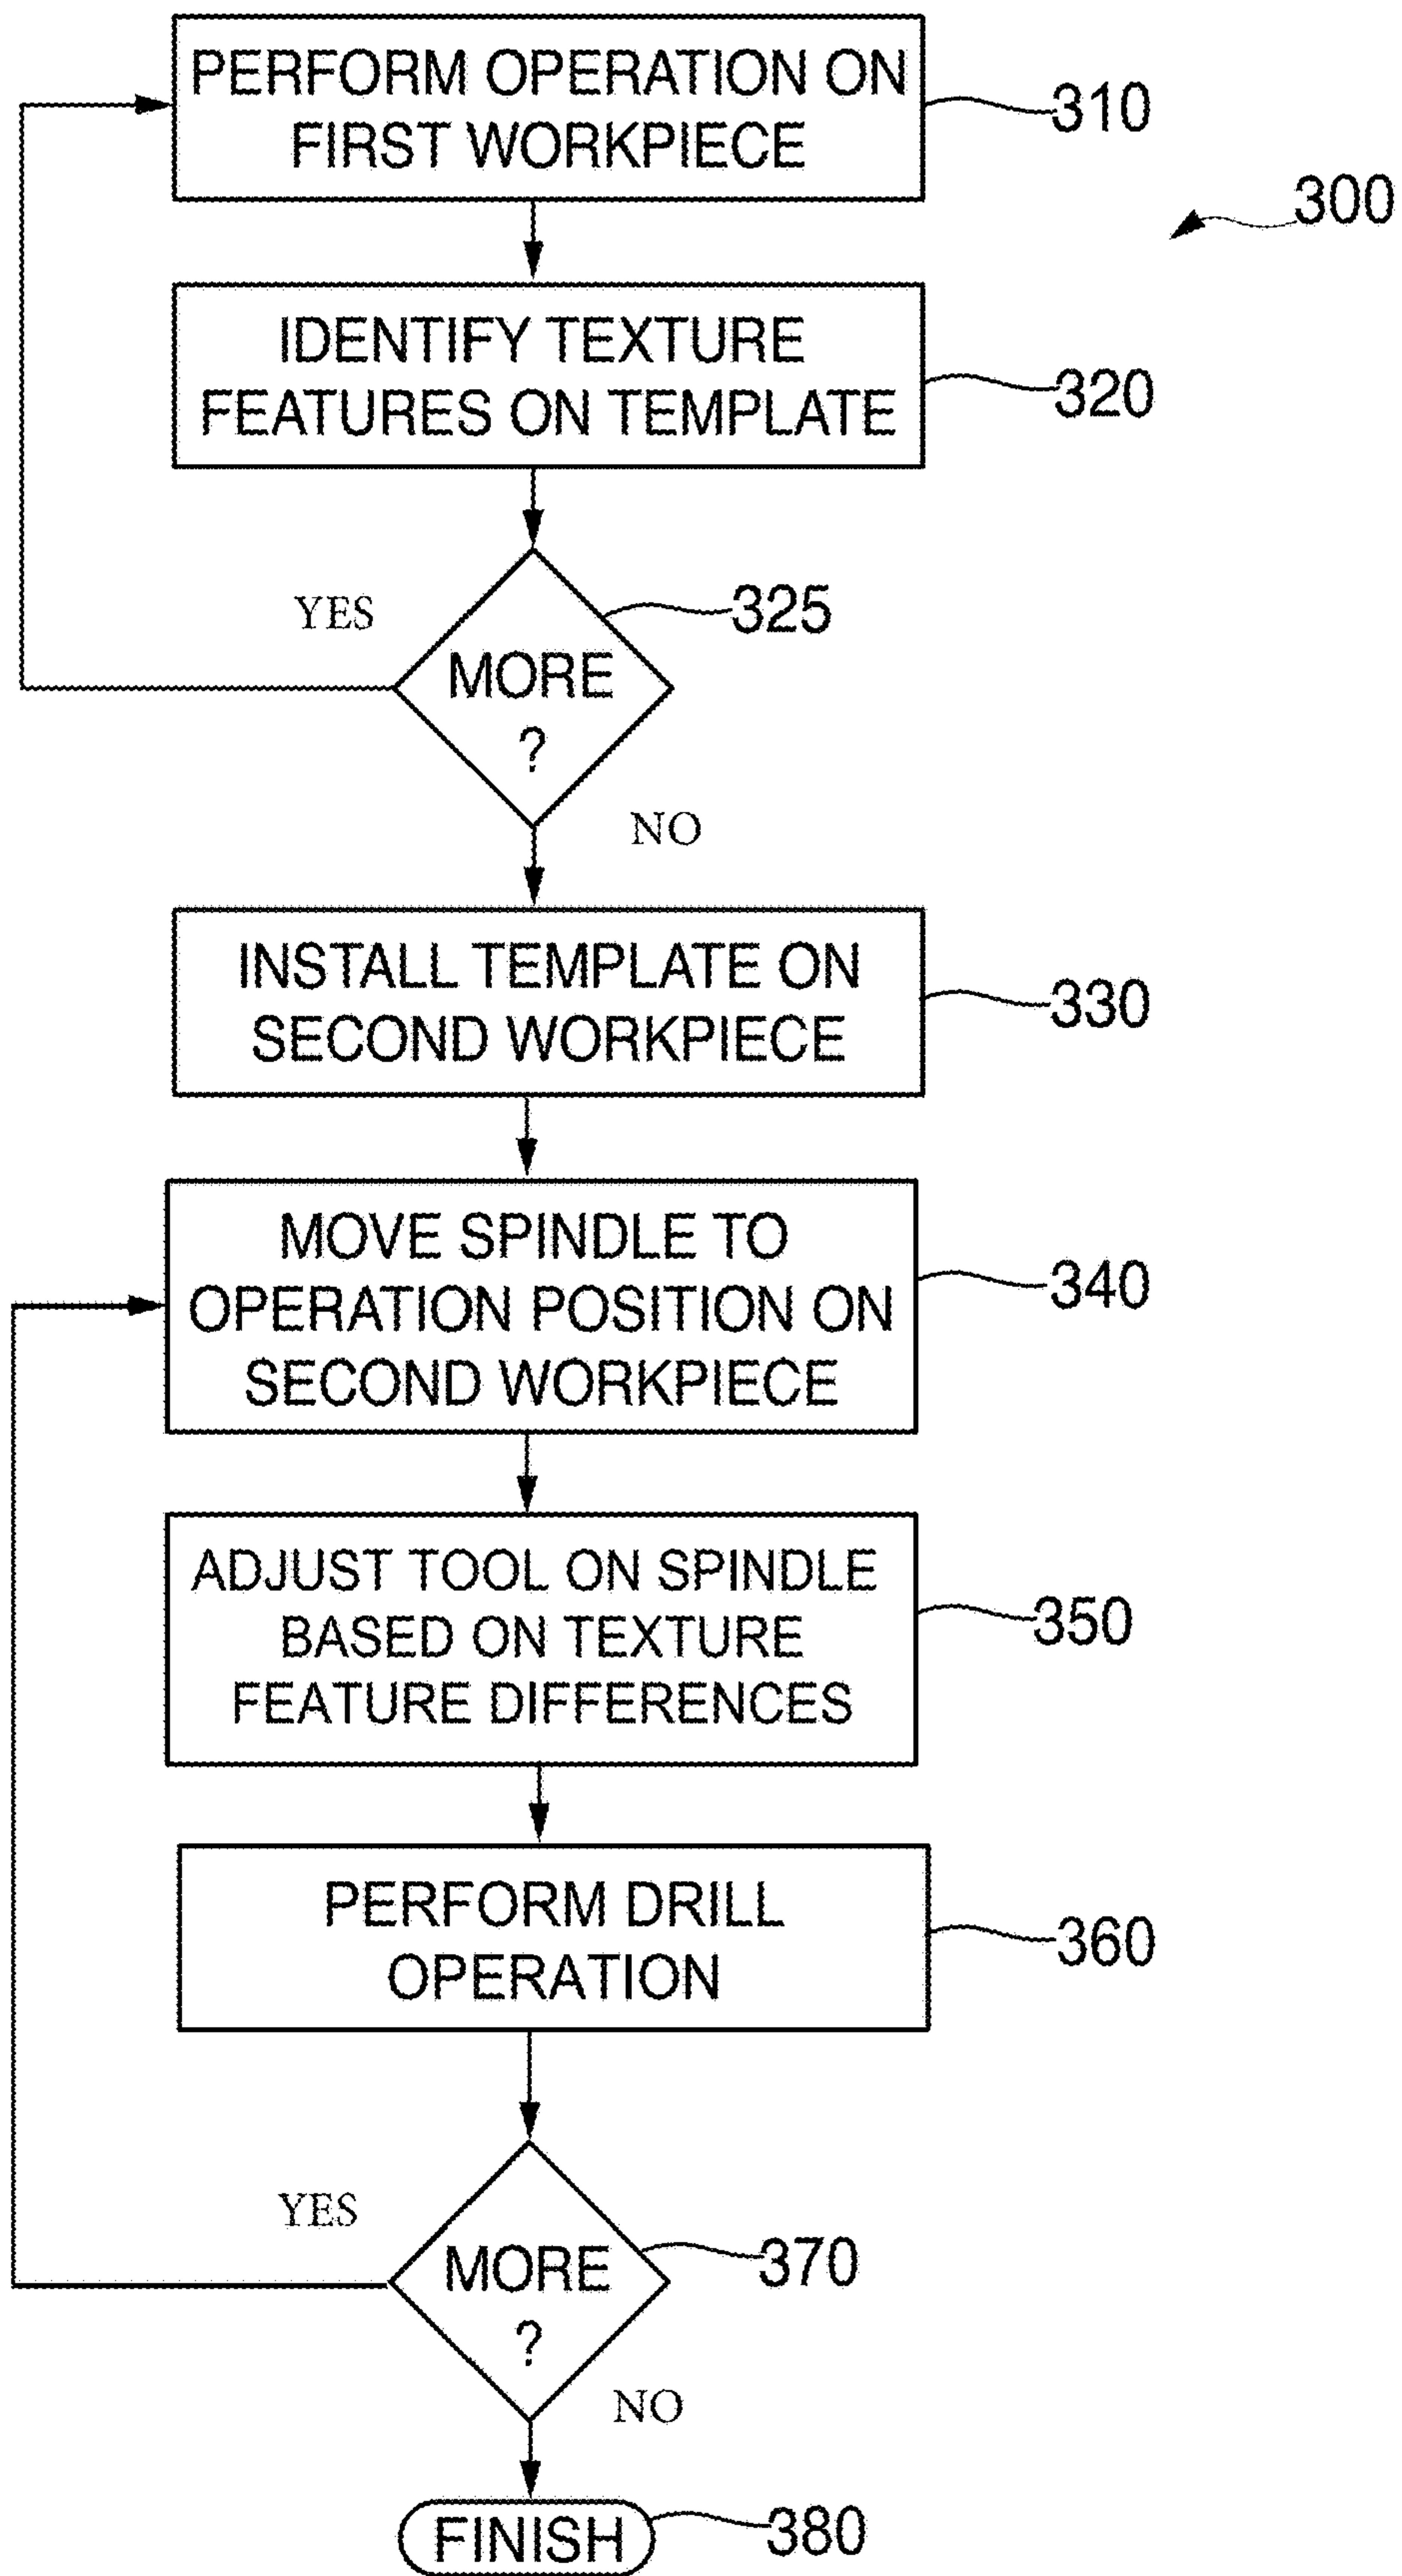 PERFORM OPERATION ON
FIRST WORKPIECE
310
300
IDENTIFY TEXTURE
FEATURES ON TEMPLATE
320
YES
325
MORE
?
NO
INSTALL TEMPLATE ON
SECOND WORKPIECE
330
MOVE SPINDLE TO
OPERATION POSITION ON
SECOND WORKPIECE
340
ADJUST TOOL ON SPINDLE
BASED ON TEXTURE
FEATURE DIFFERENCES
350
PERFORM DRILL
OPERATION
360
YES
MORE
?
370
NO
FINISH
380